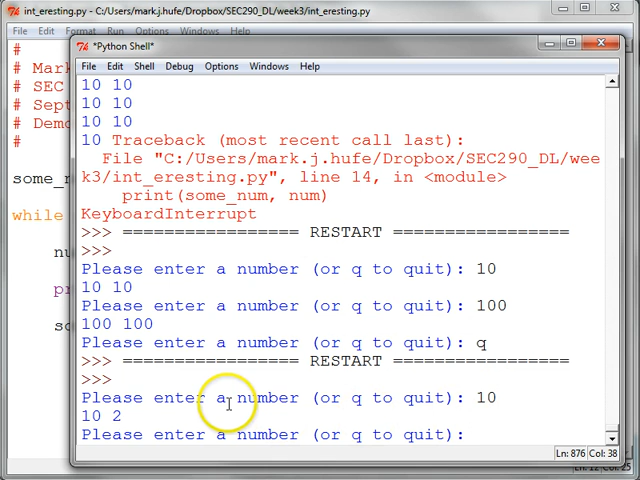 int_eresting.py - C:/Users/mark.j.hufe/Dropbox/SEC290_DL/week3/int_eresting.py
File Edit Format Run Options Windows Help
#
# Mar
# SEC
# Sept
# Demo
#
some_n
while
nu
pr
so
*Python Shell*
File Edit Shell Debug Options Windows Help
10 10
10 10
10 10
10 Traceback (most recent call last):
File "C:/Users/mark.j.hufe/Dropbox/SEC290_DL/wee
k3/int_eresting.py", line 14, in <module>
print(some_num, num)
KeyboardInterrupt
>>> ================ RESTART ================
>>>
Please enter a number (or q to quit): 10
10 10
Please enter a number (or q to quit): 100
100 100
Please enter a number (or q to quit): q
>>> ================ RESTART ================
>>>
Please enter a number (or q to quit): 10
10 2
Please enter a number (or q to quit):
Ln: 876 Col: 38
Ln: 12 Col: 25